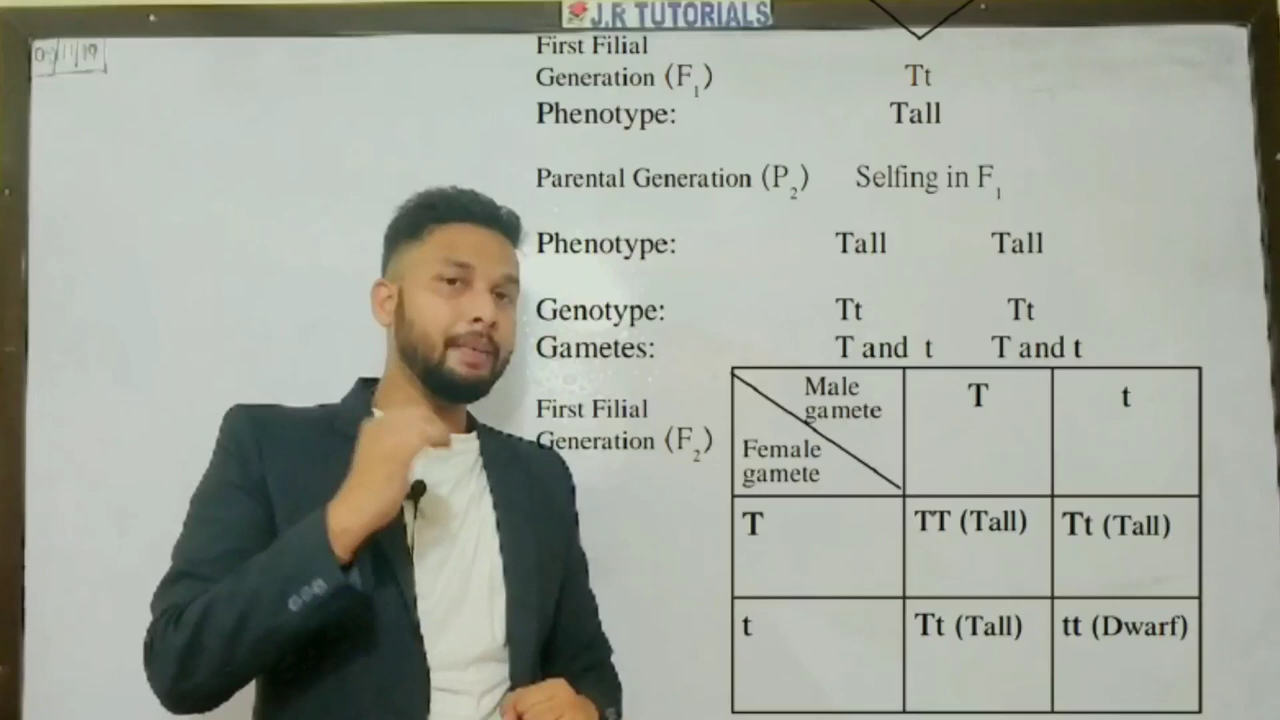 J.R TUTORIALS
09/11/19
First Filial
Generation (F1) Tt
Phenotype: Tall
Parental Generation (P2) Selfing in F1
Phenotype: Tall Tall
Genotype: Tt Tt
Gametes: T and t T and t
First Filial
Generation (F2)
Male
gamete
Female
gamete
T t
T TT (Tall) Tt (Tall)
t Tt (Tall) tt (Dwarf)